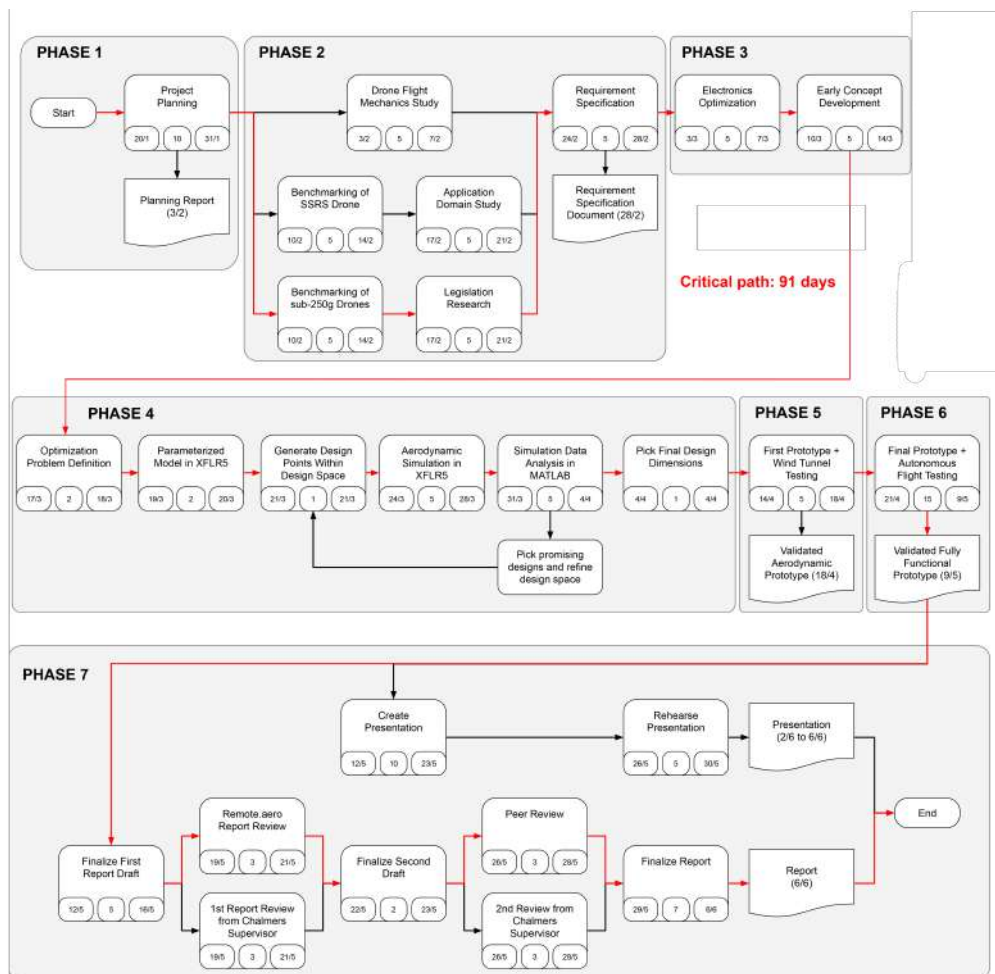 PHASE 1
Start
Project
Planning
20/1 10 31/1
Planning Report
(3/2)
PHASE 2
Drone Flight
Mechanics Study
3/2 5 7/2
Benchmarking of
SSRS Drone
10/2 5 14/2
Application
Domain Study
17/2 5 21/2
Benchmarking of
sub-250g Drones
10/2 5 14/2
Legislation
Research
17/2 5 21/2
Requirement
Specification
24/2 5 28/2
Requirement
Specification
Document (28/2)
PHASE 3
Electronics
Optimization
3/3 5 7/3
Early Concept
Development
10/3 5 14/3
Critical path: 91 days
PHASE 4
Optimization
Problem Definition
17/3 2 18/3
Parameterized
Model in XFLR5
19/3 2 20/3
Generate Design
Points Within
Design Space
21/3 1 21/3
Aerodynamic
Simulation in
XFLR5
24/3 5 28/3
Simulation Data
Analysis in
MATLAB
31/3 5 4/4
Pick promising
designs and refine
design space
Pick Final Design
Dimensions
4/4 1 4/4
PHASE 5
First Prototype +
Wind Tunnel
Testing
14/4 5 18/4
Validated
Aerodynamic
Prototype (18/4)
PHASE 6
Final Prototype +
Autonomous
Flight Testing
21/4 15 9/5
Validated Fully
Functional
Prototype (9/5)
PHASE 7
Create
Presentation
12/5 10 23/5
Rehearse
Presentation
26/5 5 30/5
Presentation
(2/6 to 6/6)
End
Finalize First
Report Draft
12/5 5 16/5
Remote.aero
Report Review
19/5 3 21/5
1st Report Review
from Chalmers
Supervisor
19/5 3 21/5
Finalize Second
Draft
22/5 2 23/5
Peer Review
26/5 3 28/5
2nd Review from
Chalmers
Supervisor
26/5 3 28/5
Finalize Report
29/5 7 6/6
Report
(6/6)